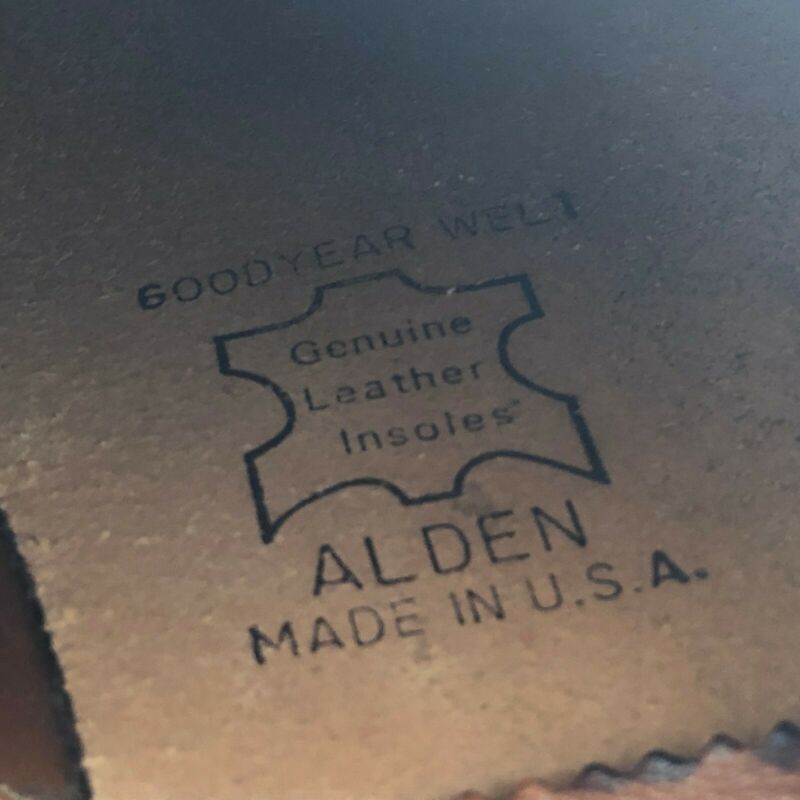 GOODYEAR WELT
Genuine
Leather
Insoles
ALDEN
MADE IN U.S.A.